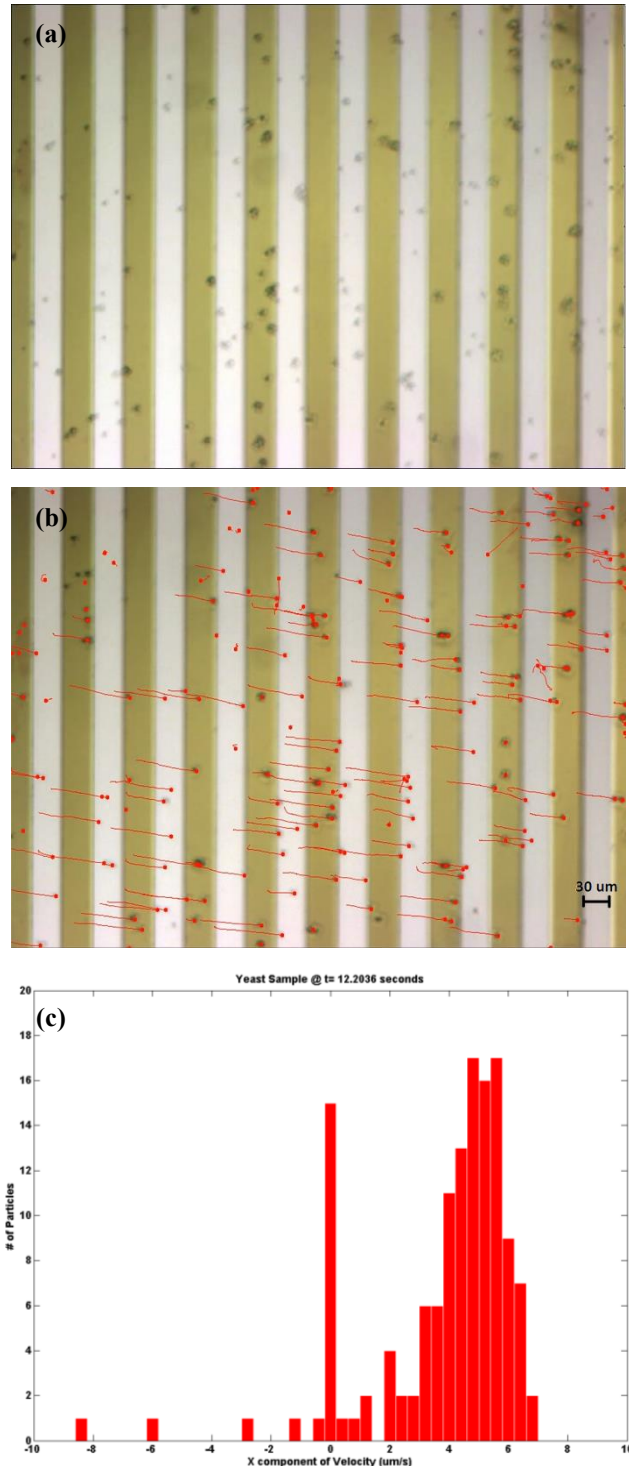 (a)
(b)
30 um
Yeast Sample @ t= 12.2036 seconds
(c)
20
18
16
14
12
10
8
6
4
2
0
# of Particles
-10 -8 -6 -4 -2 0 2 4 6 8 10
X component of Velocity (um/s)